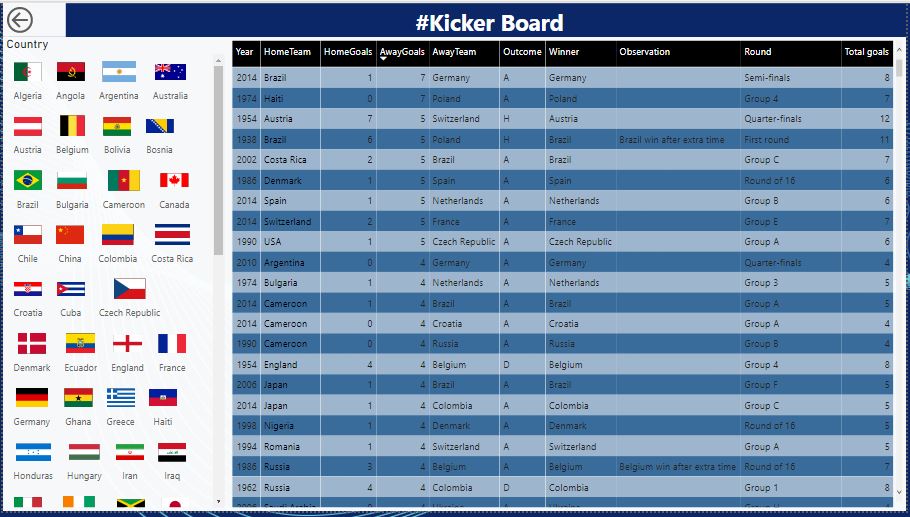 #Kicker Board
Country
Algeria Angola Argentina Australia
Austria Belgium Bolivia Bosnia
Brazil Bulgaria Cameroon Canada
Chile China Colombia Costa Rica
Croatia Cuba Czech Republic
Denmark Ecuador England France
Germany Ghana Greece Haiti
Honduras Hungary Iran Iraq
Year HomeTeam HomeGoals AwayGoals AwayTeam Outcome Winner Observation Round Total goals
2014 Brazil 1 7 Germany A Germany Semi-finals 8
1974 Haiti 0 7 Poland A Poland Group 4 7
1954 Austria 7 5 Switzerland H Austria Quarter-finals 12
1938 Brazil 6 5 Poland H Brazil Brazil win after extra time First round 11
2002 Costa Rica 2 5 Brazil A Brazil Group C 7
1986 Denmark 1 5 Spain A Spain Round of 16 6
2014 Spain 1 5 Netherlands A Netherlands Group B 6
2014 Switzerland 2 5 France A France Group E 7
1990 USA 1 5 Czech Republic A Czech Republic Group A 6
2010 Argentina 0 4 Germany A Germany Quarter-finals 4
1974 Bulgaria 1 4 Netherlands A Netherlands Group 3 5
2014 Cameroon 1 4 Brazil A Brazil Group A 5
2014 Cameroon 0 4 Croatia A Croatia Group A 4
1990 Cameroon 0 4 Russia A Russia Group B 4
1954 England 4 4 Belgium D Belgium Group 4 8
2006 Japan 1 4 Brazil A Brazil Group F 5
2014 Japan 1 4 Colombia A Colombia Group C 5
1998 Nigeria 1 4 Denmark A Denmark Round of 16 5
1994 Romania 1 4 Switzerland A Switzerland Group A 5
1986 Russia 3 4 Belgium A Belgium Belgium win after extra time Round of 16 7
1962 Russia 4 4 Colombia D Colombia Group 1 8